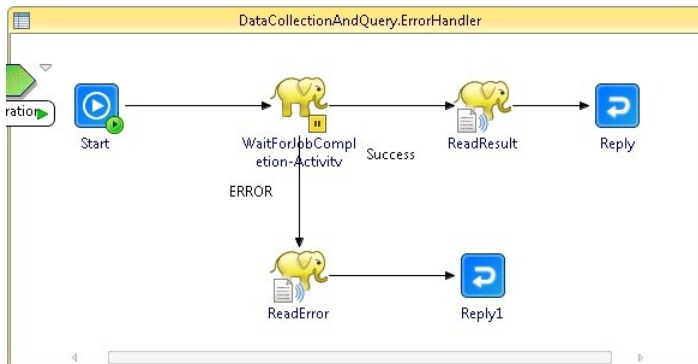 DataCollectionAndQuery.ErrorHandler
ration
Start
WaitForJobCompl
etion-Activity
Success
ReadResult
Reply
ERROR
ReadError
Reply1